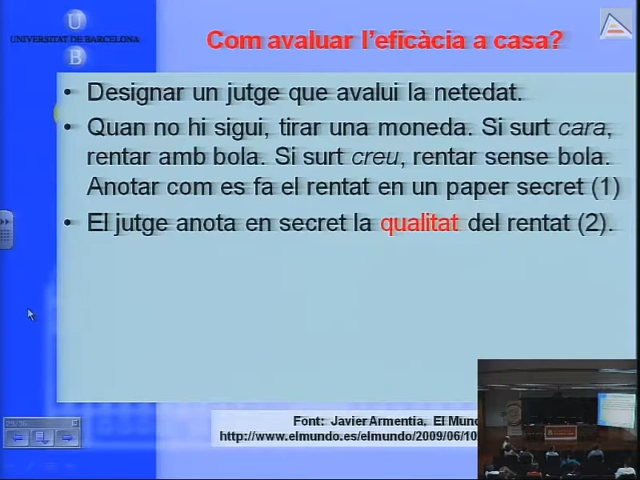 U
UNIVERSITAT DE BARCELONA
B
Com avaluar l'eficàcia a casa?
• Designar un jutge que avalui la netedat.
• Quan no hi sigui, tirar una moneda. Si surt cara,
rentar amb bola. Si surt creu, rentar sense bola.
Anotar com es fa el rentat en un paper secret (1)
• El jutge anota en secret la qualitat del rentat (2).
Font: Javier Armentia, El Mund
http://www.elmundo.es/elmundo/2009/06/10